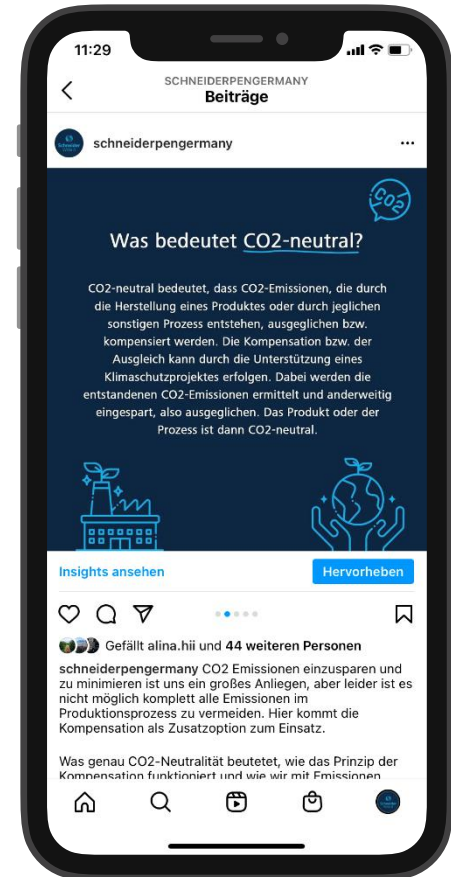 11:29
SCHNEIDERPENGERMANY
Beiträge
schneiderpengermany
CO2
Was bedeutet CO2-neutral?
CO2-neutral bedeutet, dass CO2-Emissionen, die durch
die Herstellung eines Produktes oder durch jeglichen
sonstigen Prozess entstehen, ausgeglichen bzw.
kompensiert werden. Die Kompensation bzw. der
Ausgleich kann durch die Unterstützung eines
Klimaschutzprojektes erfolgen. Dabei werden die
entstandenen CO2-Emissionen ermittelt und anderweitig
eingespart, also ausgeglichen. Das Produkt oder der
Prozess ist dann CO2-neutral.
Insights ansehen
Hervorheben
Gefällt alina.hii und 44 weiteren Personen
schneiderpengermany CO2 Emissionen einzusparen und
zu minimieren ist uns ein großes Anliegen, aber leider ist es
nicht möglich komplett alle Emissionen im
Produktionsprozess zu vermeiden. Hier kommt die
Kompensation als Zusatzoption zum Einsatz.
Was genau CO2-Neutralität beutetet, wie das Prinzip der
Kompensation funktioniert und wie wir mit Emissionen